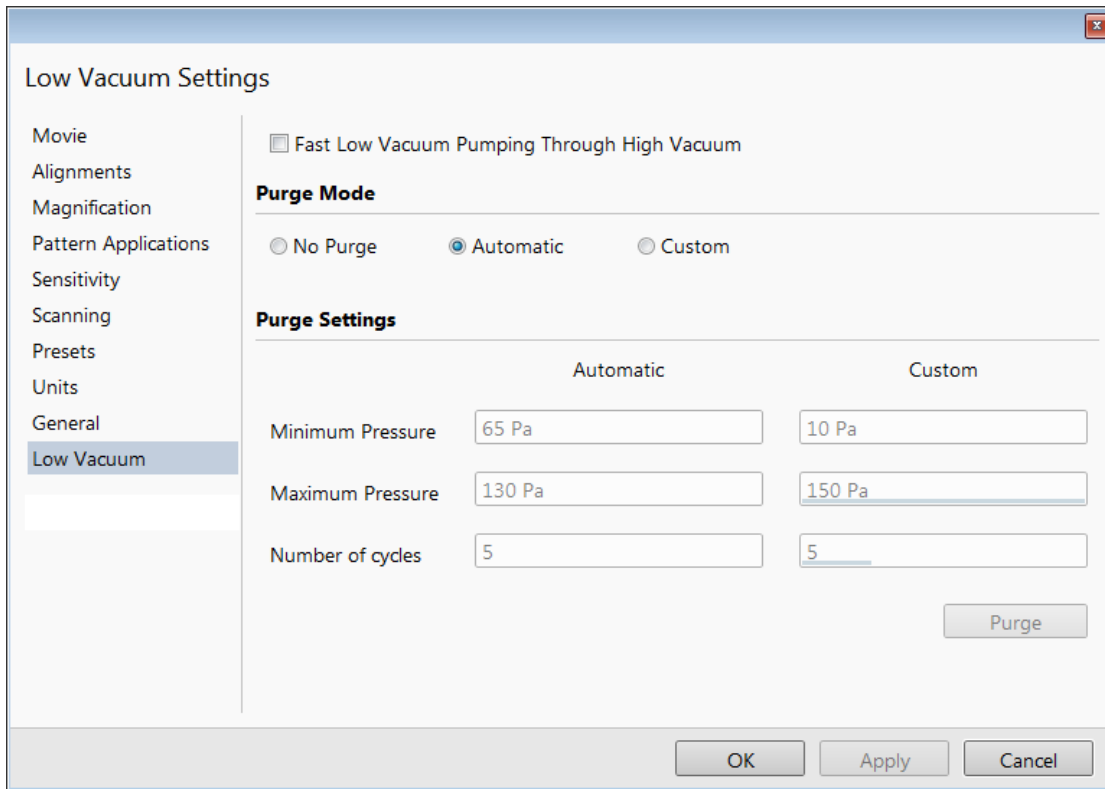 Low Vacuum Settings
Movie
Alignments
Magnification
Pattern Applications
Sensitivity
Scanning
Presets
Units
General
Low Vacuum
Fast Low Vacuum Pumping Through High Vacuum
Purge Mode
No Purge Automatic Custom
Purge Settings
Automatic Custom
Minimum Pressure 65 Pa 10 Pa
Maximum Pressure 130 Pa 150 Pa
Number of cycles 5 5
Purge
OK Apply Cancel